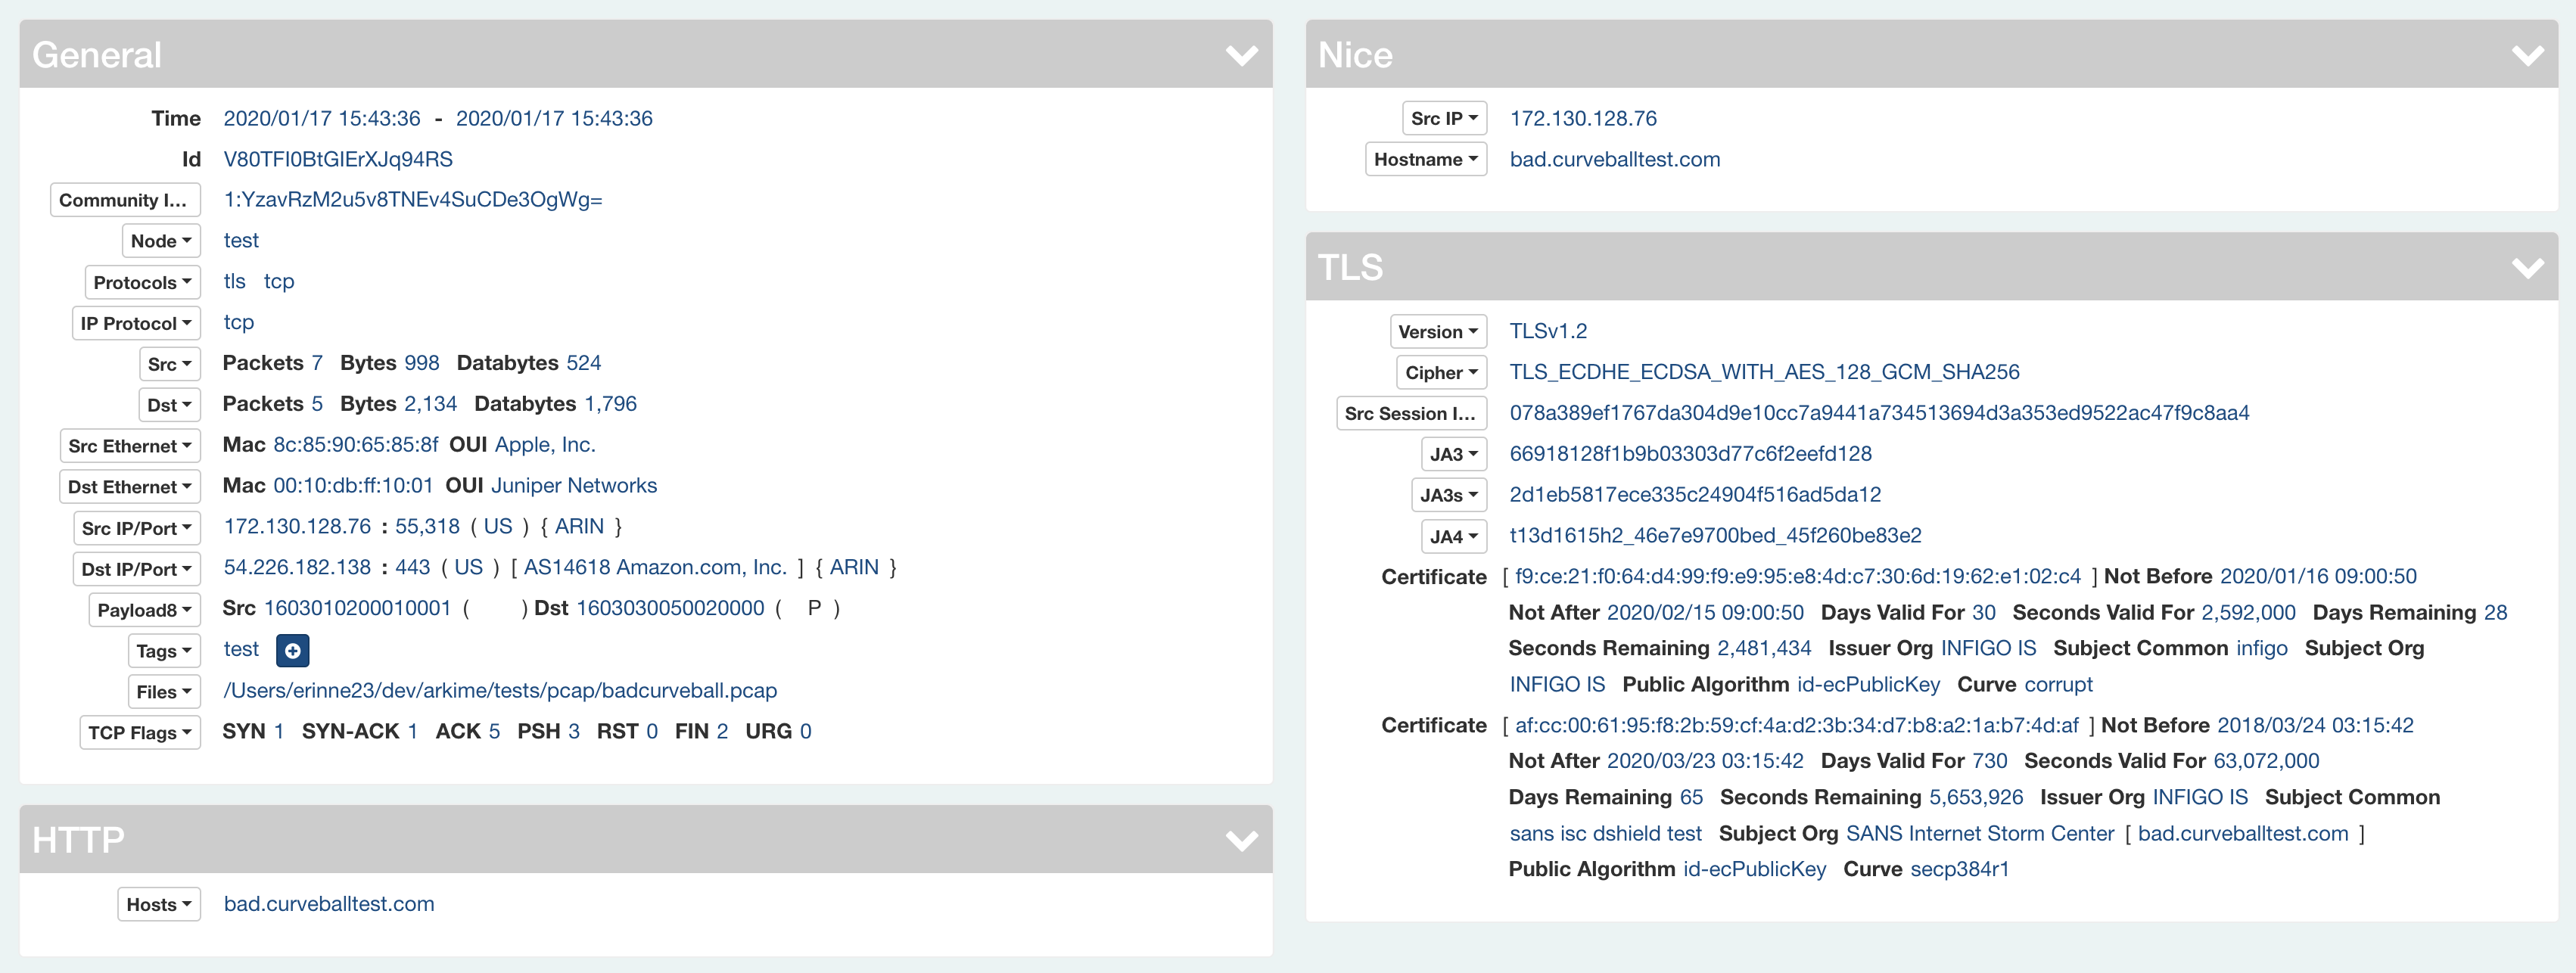 General
Time 2020/01/17 15:43:36 - 2020/01/17 15:43:36
Id V80TFI0BtGIErXJq94RS
Community I...  1:YzavRzM2u5v8TNEv4SuCDe3OgWg=
Node test
Protocols tls tcp
IP Protocol tcp
Src Packets 7 Bytes 998 Databytes 524
Dst Packets 5 Bytes 2,134 Databytes 1,796
Src Ethernet Mac 8c:85:90:65:85:8f OUI Apple, Inc.
Dst Ethernet Mac 00:10:db:ff:10:01 OUI Juniper Networks
Src IP/Port 172.130.128.76 : 55,318 ( US ) { ARIN }
Dst IP/Port 54.226.182.138 : 443 ( US ) [ AS14618 Amazon.com, Inc. ] { ARIN }
Payload8 Src 1603010200010001 ( ) Dst 1603030050020000 ( P )
Tags test
Files /Users/erinne23/dev/arkime/tests/pcap/badcurveball.pcap
TCP Flags SYN 1 SYN-ACK 1 ACK 5 PSH 3 RST 0 FIN 2 URG 0
HTTP
Hosts bad.curveballtest.com
Nice
Src IP 172.130.128.76
Hostname bad.curveballtest.com
TLS
Version TLSv1.2
Cipher TLS_ECDHE_ECDSA_WITH_AES_128_GCM_SHA256
Src Session I... 078a389ef1767da304d9e10cc7a9441a734513694d3a353ed9522ac47f9c8aa4
JA3 66918128f1b9b03303d77c6f2eefd128
JA3s 2d1eb5817ece335c24904f516ad5da12
JA4 t13d1615h2_46e7e9700bed_45f260be83e2
Certificate [ f9:ce:21:f0:64:d4:99:f9:e9:95:e8:4d:c7:30:6d:19:62:e1:02:c4 ] Not Before 2020/01/16 09:00:50
Not After 2020/02/15 09:00:50 Days Valid For 30 Seconds Valid For 2,592,000 Days Remaining 28
Seconds Remaining 2,481,434 Issuer Org INFIGO IS Subject Common infigo Subject Org
INFIGO IS Public Algorithm id-ecPublicKey Curve corrupt
Certificate [ af:cc:00:61:95:f8:2b:59:cf:4a:d2:3b:34:d7:b8:a2:1a:b7:4d:af ] Not Before 2018/03/24 03:15:42
Not After 2020/03/23 03:15:42 Days Valid For 730 Seconds Valid For 63,072,000
Days Remaining 65 Seconds Remaining 5,653,926 Issuer Org INFIGO IS Subject Common
sans isc dshield test Subject Org SANS Internet Storm Center [ bad.curveballtest.com ]
Public Algorithm id-ecPublicKey Curve secp384r1